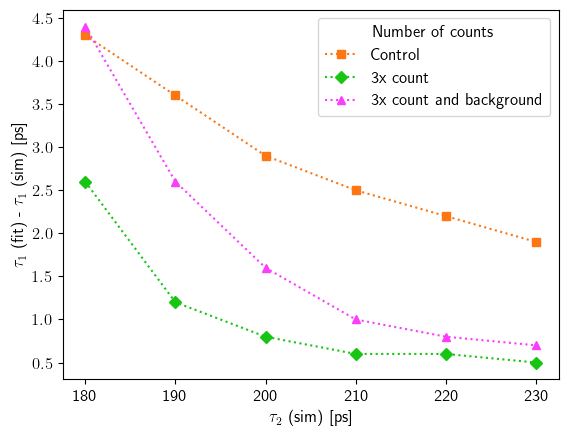 4.5
4.0
3.5
3.0
2.5
2.0
1.5
1.0
0.5
τ₁ (fit) - τ₁ (sim) [ps]
Number of counts
Control
3x count
3x count and background
180 190 200 210 220 230
τ₂ (sim) [ps]